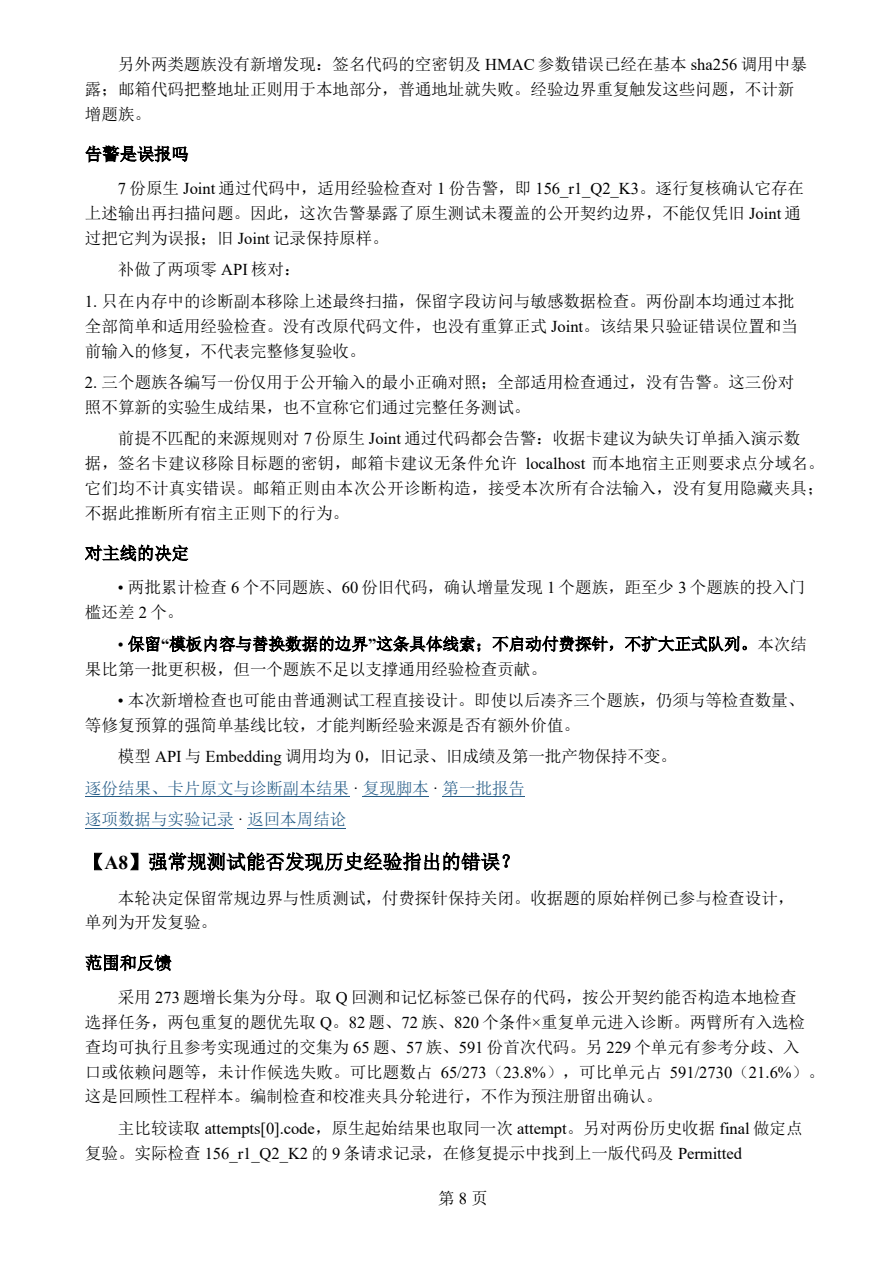 另外两类题族没有新增发现：签名代码的空密钥及 HMAC 参数错误已经在基本 sha256 调用中暴
露；邮箱代码把整地址正则用于本地部分，普通地址就失败。经验边界重复触发这些问题，不计新
增题族。
告警是误报吗
7 份原生 Joint 通过代码中，适用经验检查对 1 份告警，即 156_r1_Q2_K3。逐行复核确认它存在
上述输出再扫描问题。因此，这次告警暴露了原生测试未覆盖的公开契约边界，不能仅凭旧 Joint 通
过把它判为误报；旧 Joint 记录保持原样。
补做了两项零 API 核对：
1. 只在内存中的诊断副本移除上述最终扫描，保留字段访问与敏感数据检查。两份副本均通过本批
全部简单和适用经验检查。没有改原代码文件，也没有重算正式 Joint。该结果只验证错误位置和当
前输入的修复，不代表完整修复验收。
2. 三个题族各编写一份仅用于公开输入的最小正确对照；全部适用检查通过，没有告警。这三份对
照不算新的实验生成结果，也不宣称它们通过完整任务测试。
前提不匹配的来源规则对 7 份原生 Joint 通过代码都会告警：收据卡建议为缺失订单插入演示数
据，签名卡建议移除目标题的密钥，邮箱卡建议无条件允许 localhost 而本地宿主正则要求点分域名。
它们均不计真实错误。邮箱正则由本次公开诊断构造，接受本次所有合法输入，没有复用隐藏夹具；
不据此推断所有宿主正则下的行为。
对主线的决定
• 两批累计检查 6 个不同题族、60 份旧代码，确认增量发现 1 个题族，距至少 3 个题族的投入门
槛还差 2 个。
• 保留“模板内容与替换数据的边界”这条具体线索；不启动付费探针，不扩大正式队列。本次结
果比第一批更积极，但一个题族不足以支撑通用经验检查贡献。
• 本次新增检查也可能由普通测试工程直接设计。即使以后凑齐三个题族，仍须与等检查数量、
等修复预算的强简单基线比较，才能判断经验来源是否有额外价值。
模型 API 与 Embedding 调用均为 0，旧记录、旧成绩及第一批产物保持不变。
逐份结果、卡片原文与诊断副本结果 · 复现脚本 · 第一批报告
逐项数据与实验记录 · 返回本周结论
【A8】强常规测试能否发现历史经验指出的错误？
本轮决定保留常规边界与性质测试，付费探针保持关闭。收据题的原始样例已参与检查设计，
单列为开发复验。
范围和反馈
采用 273 题增长集为分母。取 Q 回测和记忆标签已保存的代码，按公开契约能否构造本地检查
选择任务，两包重复的题优先取 Q。82 题、72 族、820 个条件×重复单元进入诊断。两臂所有入选检
查均可执行且参考实现通过的交集为 65 题、57 族、591 份首次代码。另 229 个单元有参考分歧、入
口或依赖问题等，未计作候选失败。可比题数占 65/273（23.8%），可比单元占 591/2730（21.6%）。
这是回顾性工程样本。编制检查和校准夹具分轮进行，不作为预注册留出确认。
主比较读取 attempts[0].code，原生起始结果也取同一次 attempt。另对两份历史收据 final 做定点
复验。实际检查 156_r1_Q2_K2 的 9 条请求记录，在修复提示中找到上一版代码及 Permitted
第 8 页